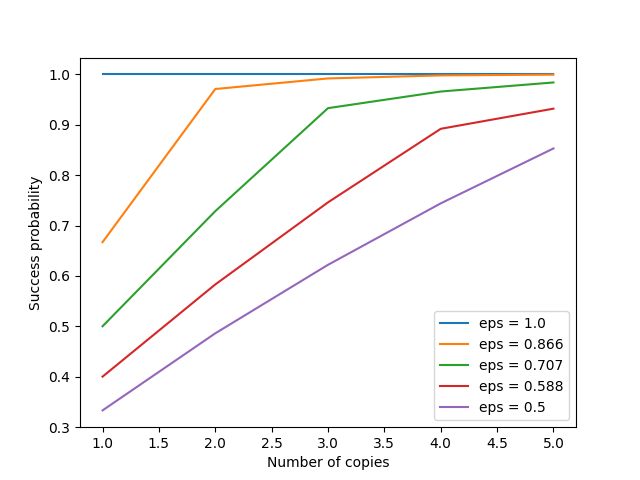 1.0
0.9
0.8
0.7
0.6
0.5
0.4
0.3
Success probability
1.0 1.5 2.0 2.5 3.0 3.5 4.0 4.5 5.0
Number of copies
eps = 1.0
eps = 0.866
eps = 0.707
eps = 0.588
eps = 0.5